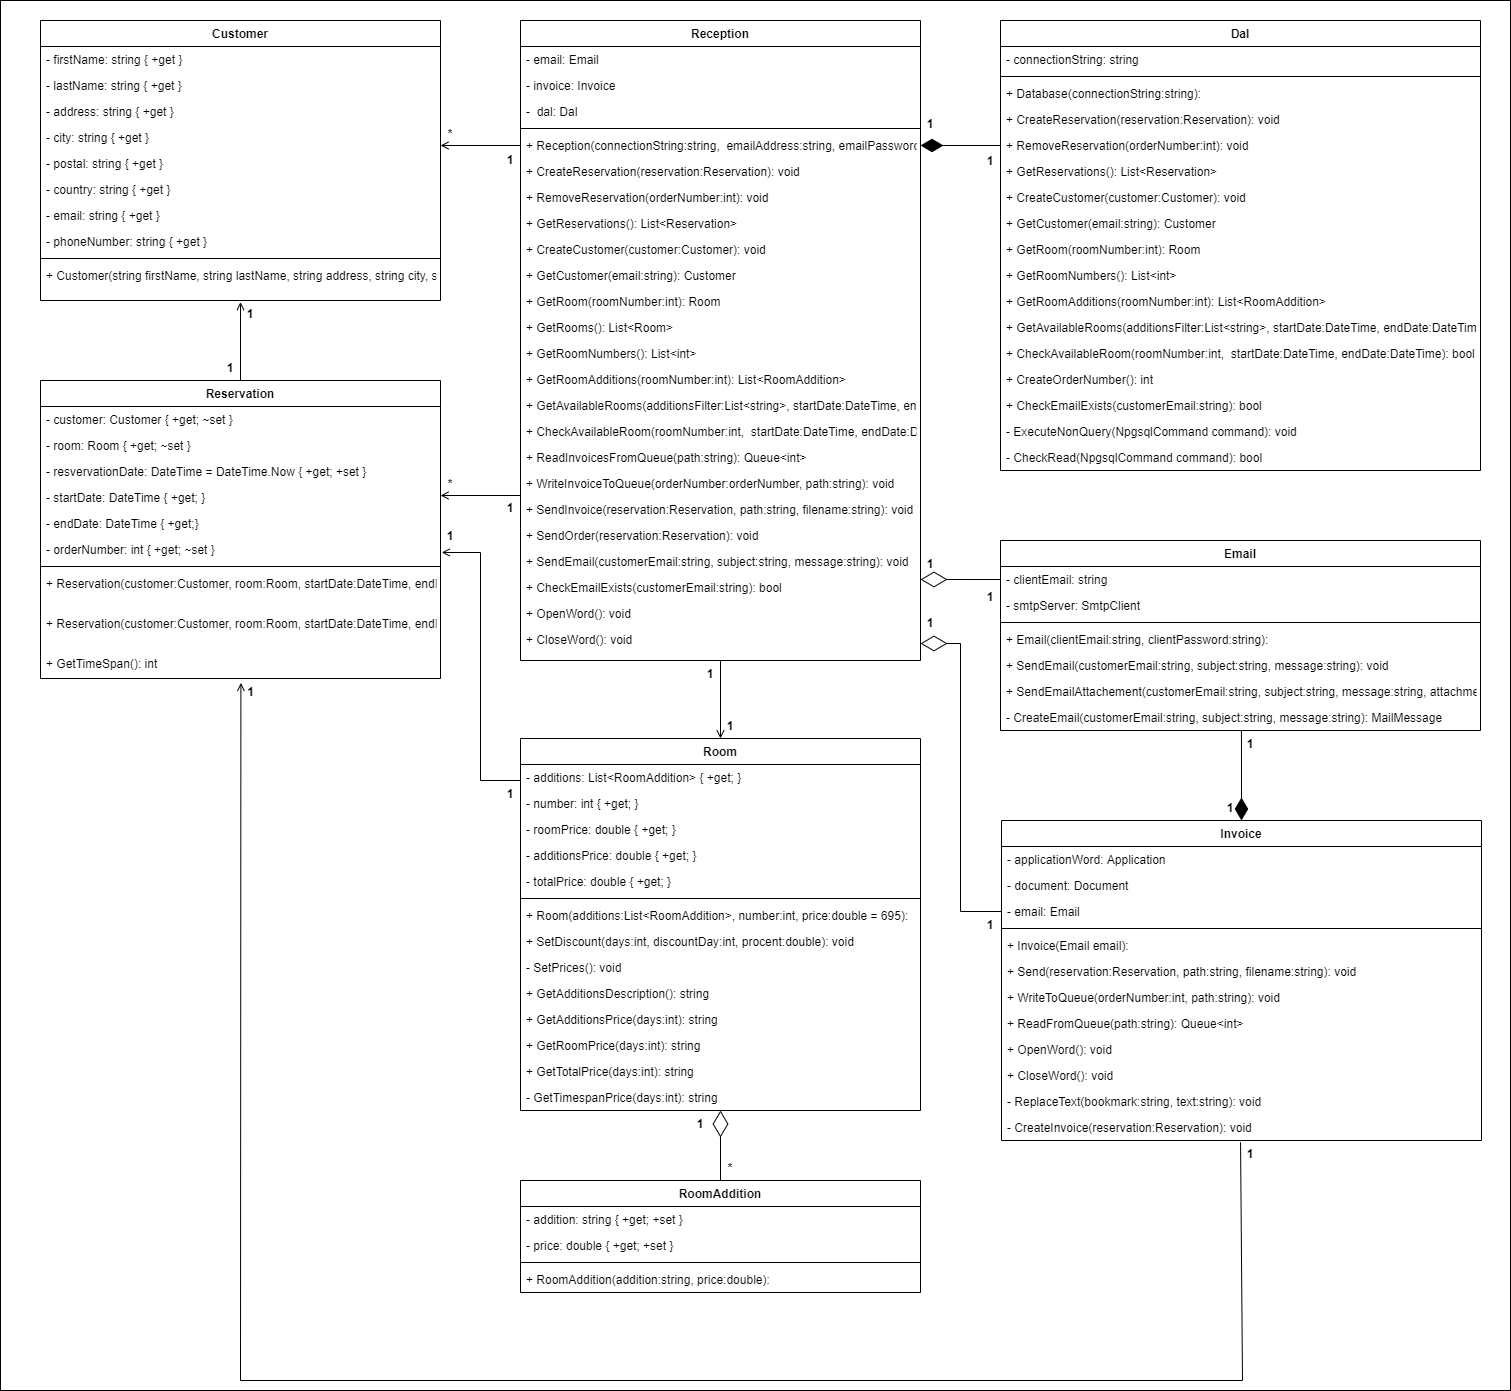 Customer
- firstName: string { +get }
- lastName: string { +get }
- address: string { +get }
- city: string { +get }
- postal: string { +get }
- country: string { +get }
- email: string { +get }
- phoneNumber: string { +get }
+ Customer(string firstName, string lastName, string address, string city, s
*
1
1
1
Reservation
- customer: Customer { +get; ~set }
- room: Room { +get; ~set }
- resvervationDate: DateTime = DateTime.Now { +get; +set }
- startDate: DateTime { +get; }
- endDate: DateTime { +get;}
- orderNumber: int { +get; ~set }
+ Reservation(customer:Customer, room:Room, startDate:DateTime, end
+ Reservation(customer:Customer, room:Room, startDate:DateTime, end
+ GetTimeSpan(): int
*
1
1
1
1
Reception
- email: Email
- invoice: Invoice
- dal: Dal
+ Reception(connectionString:string, emailAddress:string, emailPassword
+ CreateReservation(reservation:Reservation): void
+ RemoveReservation(orderNumber:int): void
+ GetReservations(): List<Reservation>
+ CreateCustomer(customer:Customer): void
+ GetCustomer(email:string): Customer
+ GetRoom(roomNumber:int): Room
+ GetRooms(): List<Room>
+ GetRoomNumbers(): List<int>
+ GetRoomAdditions(roomNumber:int): List<RoomAddition>
+ GetAvailableRooms(additionsFilter:List<string>, startDate:DateTime, en
+ CheckAvailableRoom(roomNumber:int, startDate:DateTime, endDate:D
+ ReadInvoicesFromQueue(path:string): Queue<int>
+ WriteInvoiceToQueue(orderNumber:orderNumber, path:string): void
+ SendInvoice(reservation:Reservation, path:string, filename:string): void
+ SendOrder(reservation:Reservation): void
+ SendEmail(customerEmail:string, subject:string, message:string): void
+ CheckEmailExists(customerEmail:string): bool
+ OpenWord(): void
+ CloseWord(): void
1
1
Room
- additions: List<RoomAddition> { +get; }
- number: int { +get; }
- roomPrice: double { +get; }
- additionsPrice: double { +get; }
- totalPrice: double { +get; }
+ Room(additions:List<RoomAddition>, number:int, price:double = 695):
+ SetDiscount(days:int, discountDay:int, procent:double): void
- SetPrices(): void
+ GetAdditionsDescription(): string
+ GetAdditionsPrice(days:int): string
+ GetRoomPrice(days:int): string
+ GetTotalPrice(days:int): string
- GetTimespanPrice(days:int): string
1
*
RoomAddition
- addition: string { +get; +set }
- price: double { +get; +set }
+ RoomAddition(addition:string, price:double):
1
1
Dal
- connectionString: string
+ Database(connectionString:string):
+ CreateReservation(reservation:Reservation): void
+ RemoveReservation(orderNumber:int): void
+ GetReservations(): List<Reservation>
+ CreateCustomer(customer:Customer): void
+ GetCustomer(email:string): Customer
+ GetRoom(roomNumber:int): Room
+ GetRoomNumbers(): List<int>
+ GetRoomAdditions(roomNumber:int): List<RoomAddition>
+ GetAvailableRooms(additionsFilter:List<string>, startDate:DateTime, endDate:DateTim
+ CheckAvailableRoom(roomNumber:int, startDate:DateTime, endDate:DateTime): bool
+ CreateOrderNumber(): int
+ CheckEmailExists(customerEmail:string): bool
- ExecuteNonQuery(NpgsqlCommand command): void
- CheckRead(NpgsqlCommand command): bool
1
1
Email
- clientEmail: string
- smtpServer: SmtpClient
+ Email(clientEmail:string, clientPassword:string):
+ SendEmail(customerEmail:string, subject:string, message:string): void
+ SendEmailAttachement(customerEmail:string, subject:string, message:string, attachme
- CreateEmail(customerEmail:string, subject:string, message:string): MailMessage
1
1
1
1
Invoice
- applicationWord: Application
- document: Document
- email: Email
+ Invoice(Email email):
+ Send(reservation:Reservation, path:string, filename:string): void
+ WriteToQueue(orderNumber:int, path:string): void
+ ReadFromQueue(path:string): Queue<int>
+ OpenWord(): void
+ CloseWord(): void
- ReplaceText(bookmark:string, text:string): void
- CreateInvoice(reservation:Reservation): void
1
1